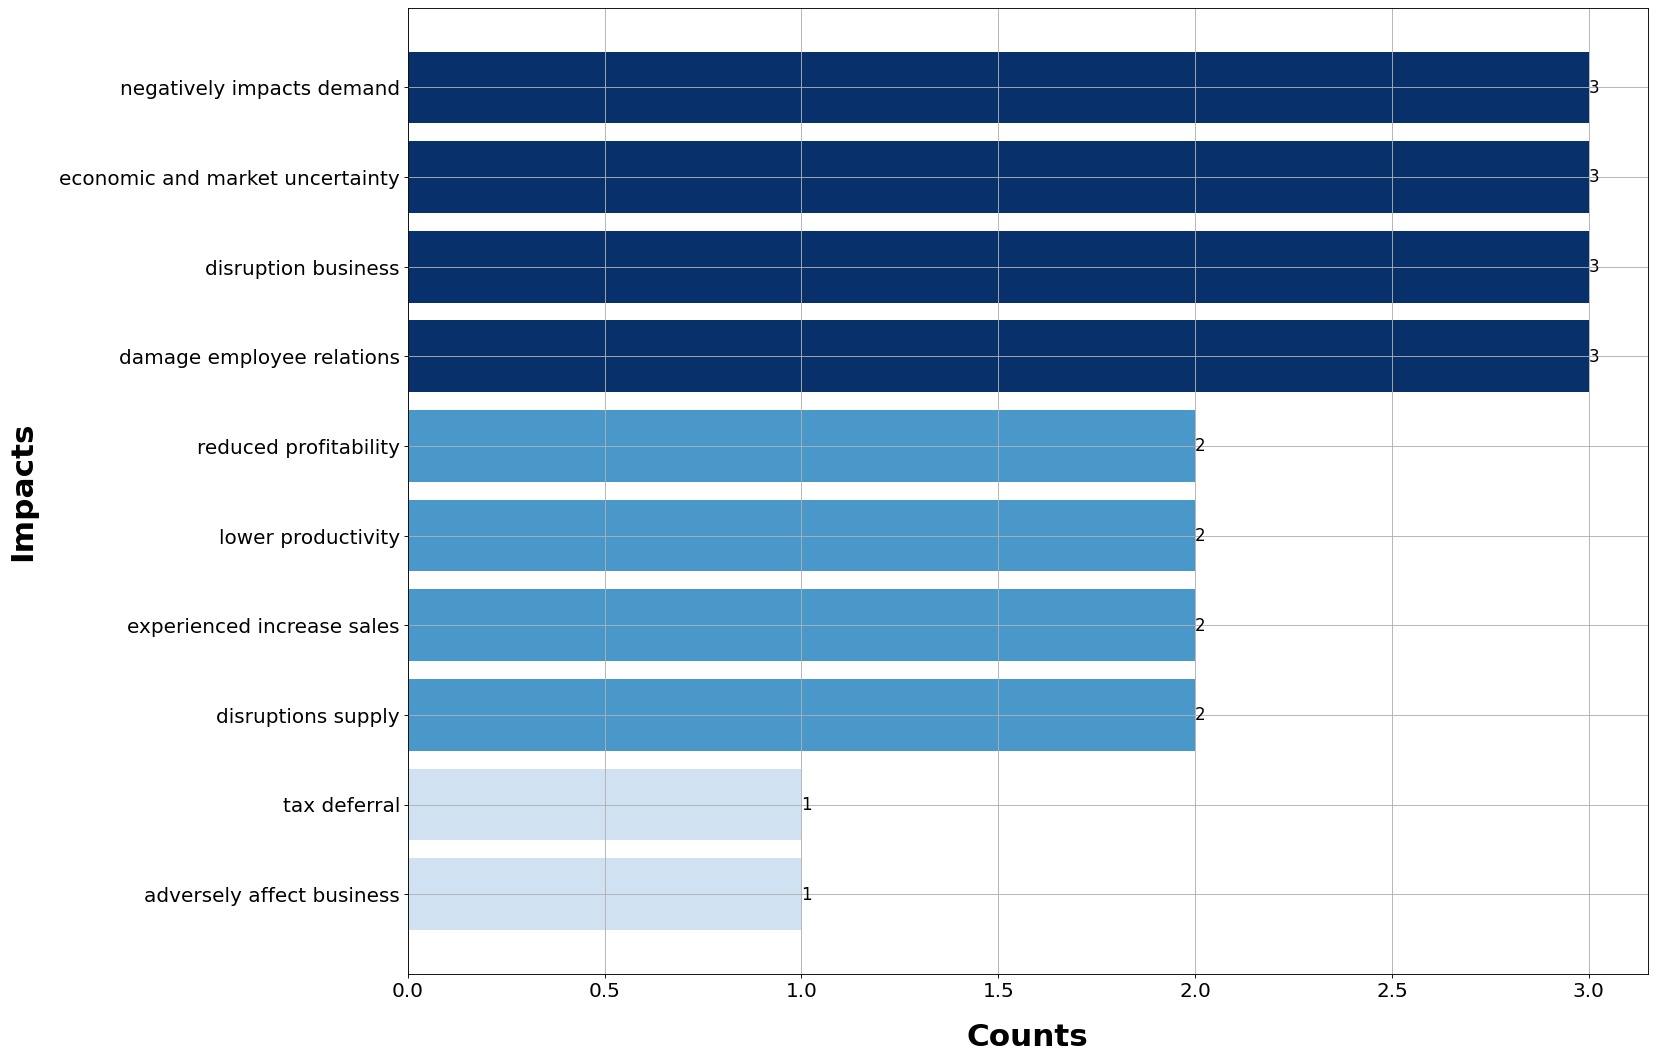 negatively impacts demand
3
economic and market uncertainty
3
disruption business
3
damage employee relations
3
reduced profitability
2
lower productivity
2
experienced increase sales
2
disruptions supply
2
tax deferral
1
adversely affect business
1
Impacts
0.0 0.5 1.0 1.5 2.0 2.5 3.0
Counts